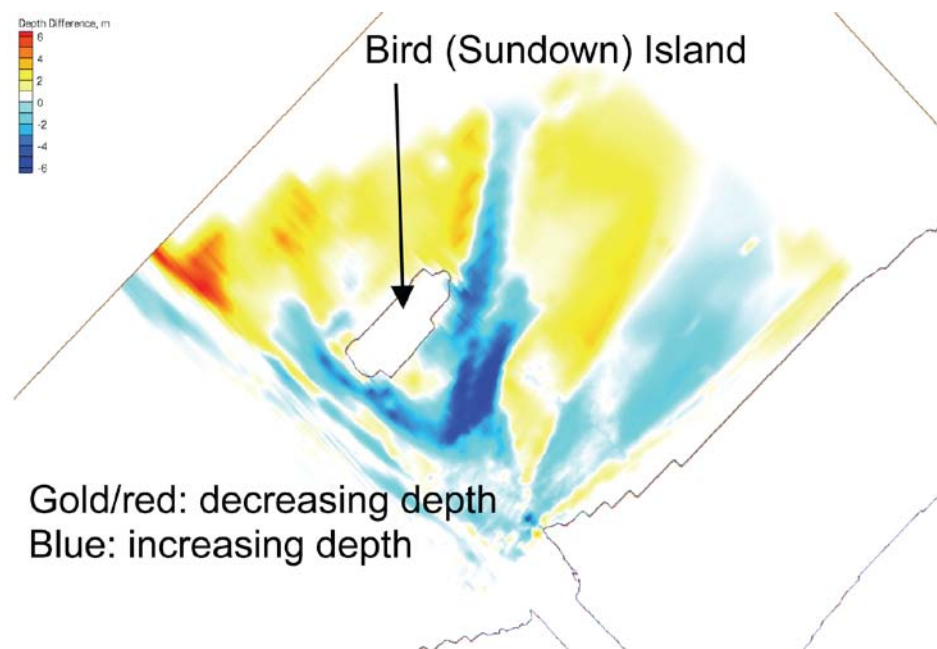 Depth Difference, m
6
4
2
0
-2
-4
-6
Bird (Sundown) Island
Gold/red: decreasing depth
Blue: increasing depth